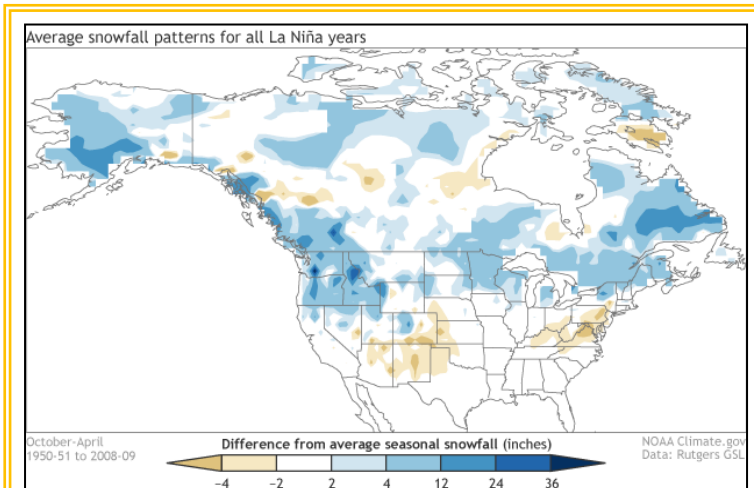 Average snowfall patterns for all La Niña years
October-April
1950-51 to 2008-09
Difference from average seasonal snowfall (inches)
−4 −2 2 4 12 24 36
NOAA Climate.gov
Data: Rutgers GSL